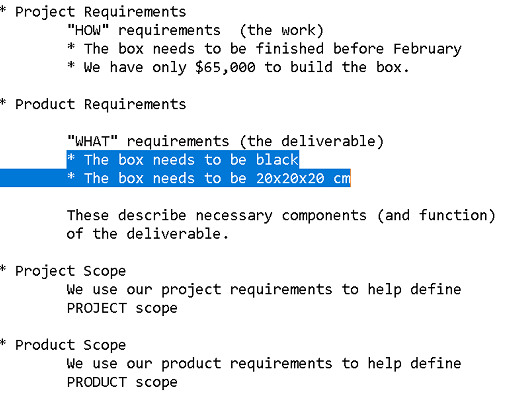 * Project Requirements
"HOW" requirements (the work)
* The box needs to be finished before February
* We have only $65,000 to build the box.
* Product Requirements
"WHAT" requirements (the deliverable)
* The box needs to be black
* The box needs to be 20x20x20 cm
These describe necessary components (and function)
of the deliverable.
* Project Scope
We use our project requirements to help define
PROJECT scope
* Product Scope
We use our product requirements to help define
PRODUCT scope